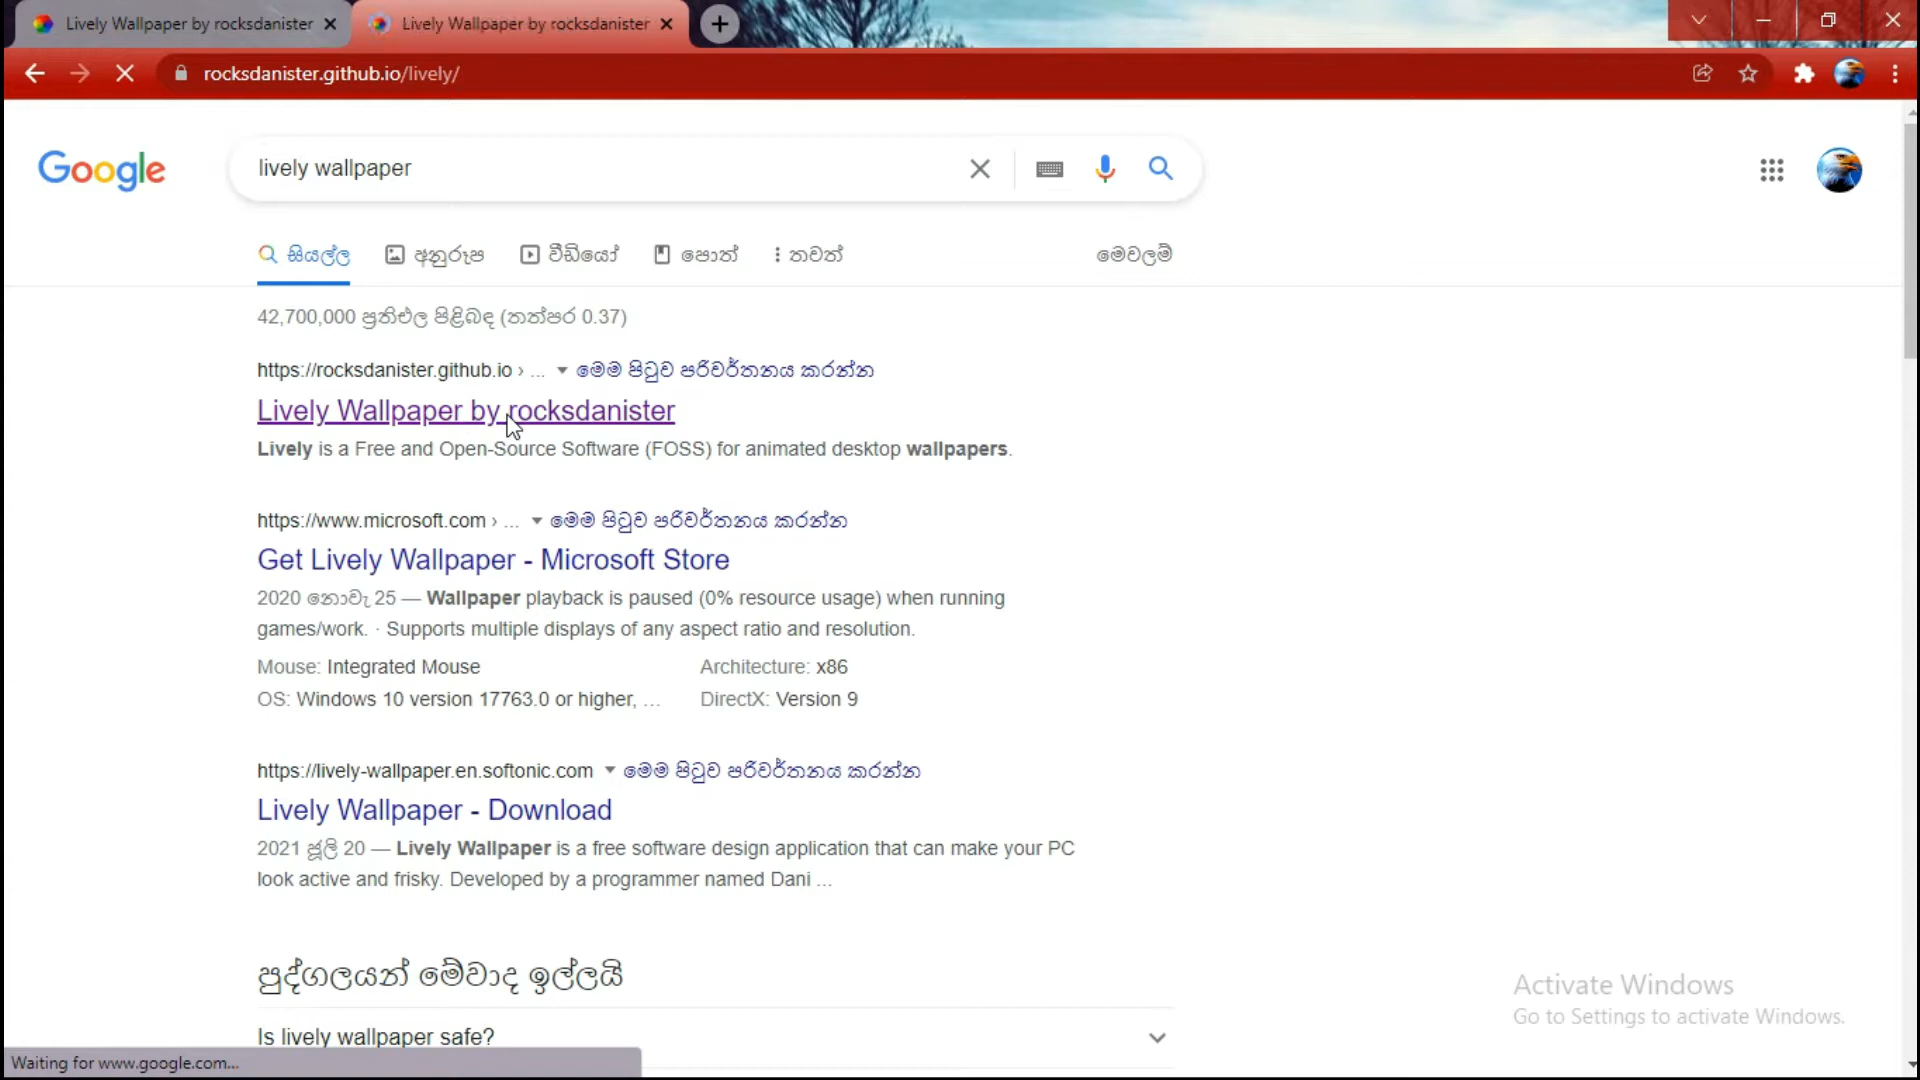 Lively Wallpaper by rocksdanister
Lively Wallpaper by rocksdanister
rocksdanister.github.io/lively/
Google
lively wallpaper
සියල්ල
අනුරූප
වීඩියෝ
පොත්
තවත්
මෙවලම්
42,700,000 ප්‍රතිඵල පිළිබඳ (තත්පර 0.37)
https://rocksdanister.github.io › ... මෙම පිටුව පරිවර්තනය කරන්න
Lively Wallpaper by rocksdanister
Lively is a Free and Open-Source Software (FOSS) for animated desktop wallpapers.
https://www.microsoft.com › ... මෙම පිටුව පරිවර්තනය කරන්න
Get Lively Wallpaper - Microsoft Store
2020 නොවැ 25 — Wallpaper playback is paused (0% resource usage) when running
games/work. · Supports multiple displays of any aspect ratio and resolution.
Mouse: Integrated Mouse
Architecture: x86
OS: Windows 10 version 17763.0 or higher, ...
DirectX: Version 9
https://lively-wallpaper.en.softonic.com මෙම පිටුව පරිවර්තනය කරන්න
Lively Wallpaper - Download
2021 ජූලි 20 — Lively Wallpaper is a free software design application that can make your PC
look active and frisky. Developed by a programmer named Dani ...
පුද්ගලයන් මේවාද ඉල්ලයි
Is lively wallpaper safe?
Activate Windows
Go to Settings to activate Windows.
Waiting for www.google.com...